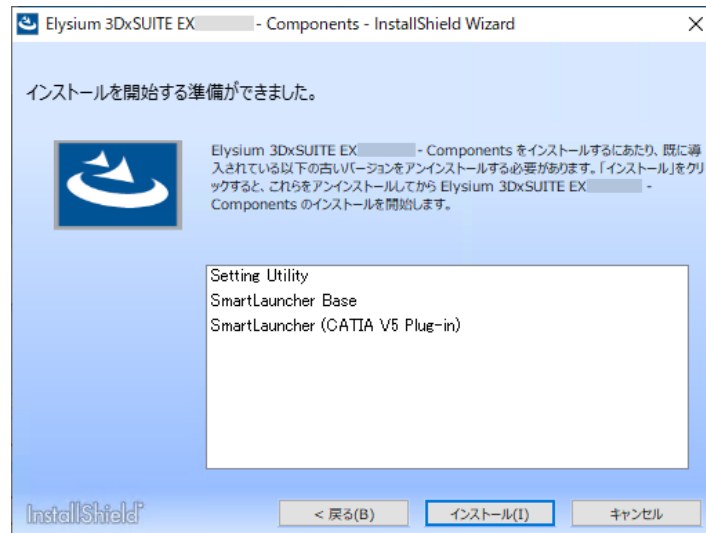 Elysium 3DxSUITE EX - Components - InstallShield Wizard
インストールを開始する準備ができました。
Elysium 3DxSUITE EX - Components をインストールするにあたり、既に導
入されている以下の古いバージョンをアンインストールする必要があります。「インストール」をクリ
ックすると、これらをアンインストールしてから Elysium 3DxSUITE EX -
Components のインストールを開始します。
Setting Utility
SmartLauncher Base
SmartLauncher (CATIA V5 Plug-in)
InstallShield
< 戻る(B)
インストール(I)
キャンセル